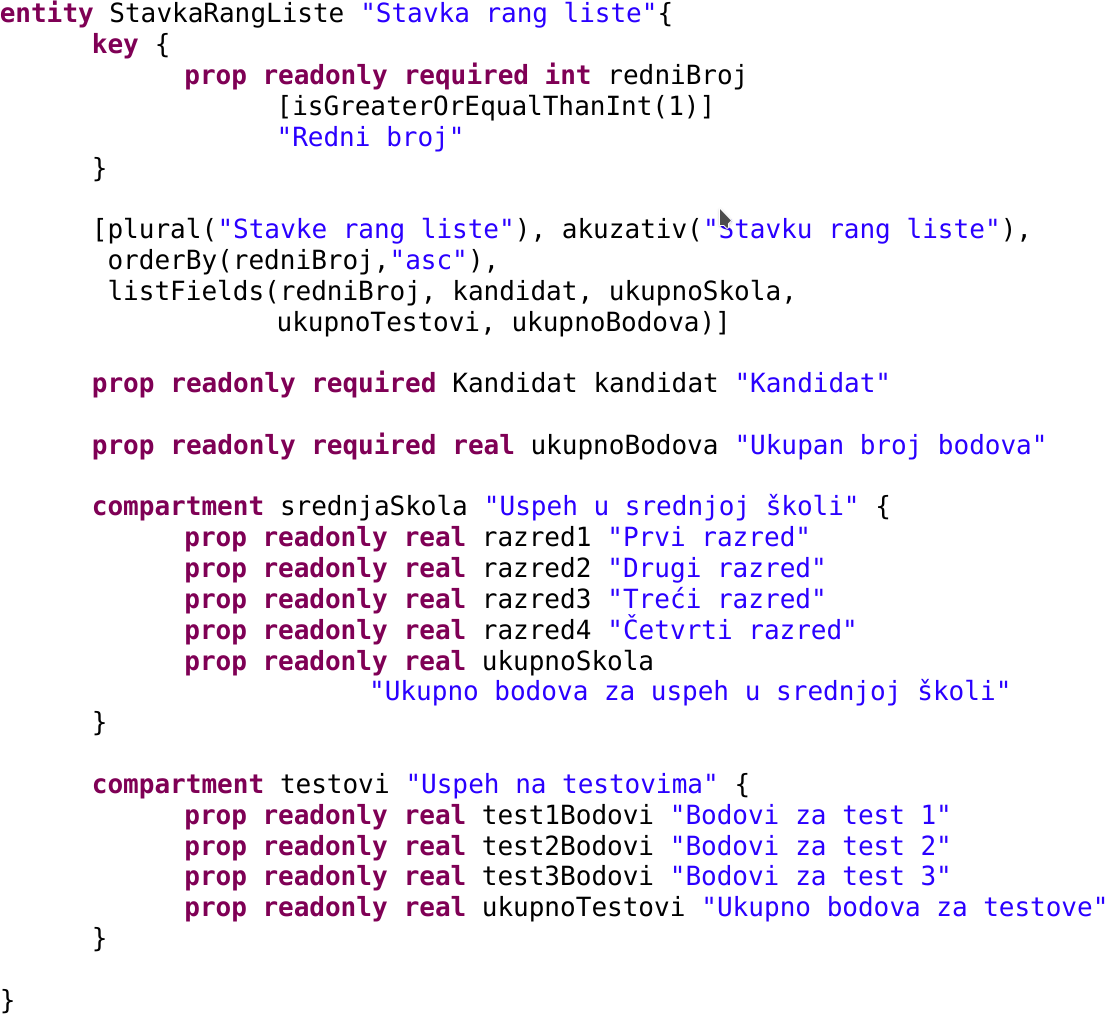 entity StavkaRangListe "Stavka rang liste"{
key {
prop readonly required int redniBroj
[isGreaterOrEqualThanInt(1)]
"Redni broj"
}
[plural("Stavke rang liste"), akuzativ("Stavku rang liste"),
orderBy(redniBroj,"asc"),
listFields(redniBroj, kandidat, ukupnoSkola,
ukupnoTestovi, ukupnoBodova)]
prop readonly required Kandidat kandidat "Kandidat"
prop readonly required real ukupnoBodova "Ukupan broj bodova"
compartment srednjaSkola "Uspeh u srednjoj školi" {
prop readonly real razred1 "Prvi razred"
prop readonly real razred2 "Drugi razred"
prop readonly real razred3 "Treći razred"
prop readonly real razred4 "Četvrti razred"
prop readonly real ukupnoSkola
"Ukupno bodova za uspeh u srednjoj školi"
}
compartment testovi "Uspeh na testovima" {
prop readonly real test1Bodovi "Bodovi za test 1"
prop readonly real test2Bodovi "Bodovi za test 2"
prop readonly real test3Bodovi "Bodovi za test 3"
prop readonly real ukupnoTestovi "Ukupno bodova za testove"
}
}